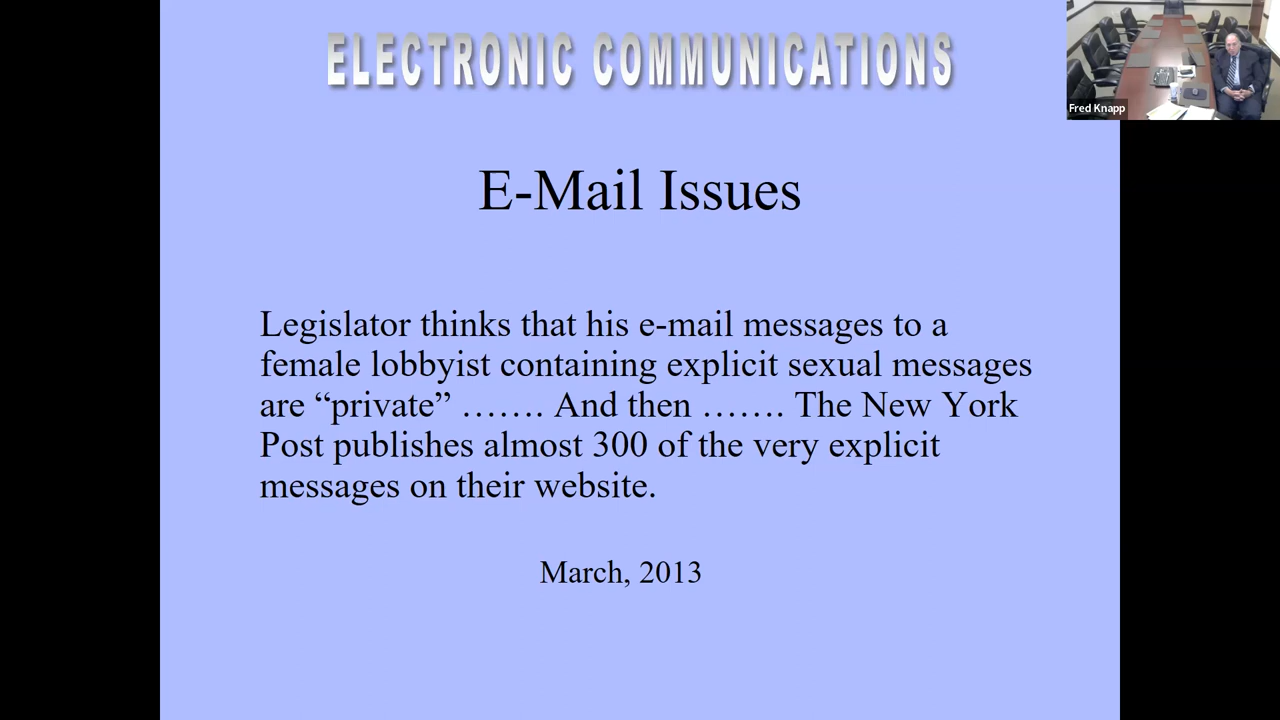 ELECTRONIC COMMUNICATIONS
Fred Knapp
E-Mail Issues
Legislator thinks that his e-mail messages to a
female lobbyist containing explicit sexual messages
are “private” ……. And then ……. The New York
Post publishes almost 300 of the very explicit
messages on their website.
March, 2013